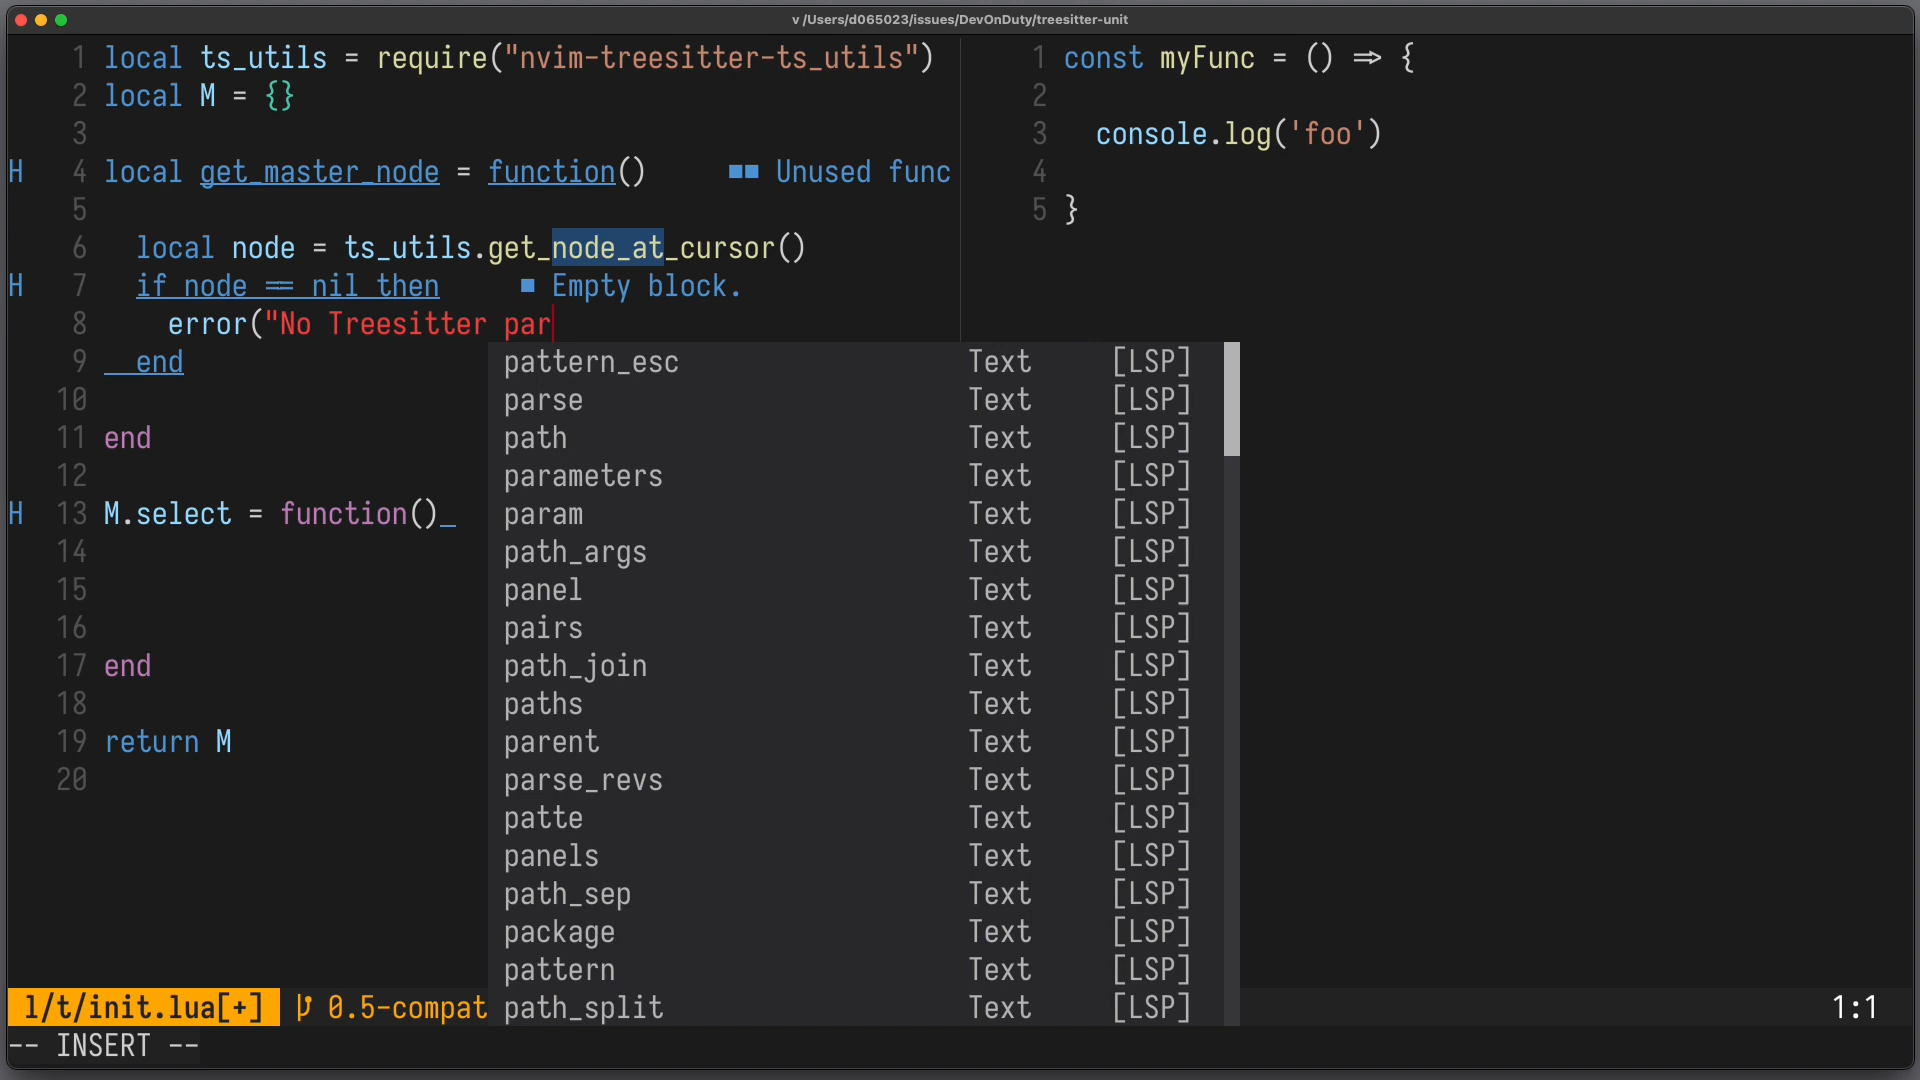 v /Users/d065023/issues/DevOnDuty/treesitter-unit
1 local ts_utils = require("nvim-treesitter-ts_utils")
2 local M = {}
3
H 4 local get_master_node = function() ■■ Unused func
5
6 local node = ts_utils.get_node_at_cursor()
H 7 if node == nil then ■ Empty block.
8 error("No Treesitter par
9 end
10
11 end
12
H 13 M.select = function()_
14
15
16
17 end
18
19 return M
20
pattern_esc Text [LSP]
parse Text [LSP]
path Text [LSP]
parameters Text [LSP]
param Text [LSP]
path_args Text [LSP]
panel Text [LSP]
pairs Text [LSP]
path_join Text [LSP]
paths Text [LSP]
parent Text [LSP]
parse_revs Text [LSP]
patte Text [LSP]
panels Text [LSP]
path_sep Text [LSP]
package Text [LSP]
pattern Text [LSP]
path_split Text [LSP]
1 const myFunc = () => {
2
3 console.log('foo')
4
5 }
l/t/init.lua[+] 0.5-compat 1:1
-- INSERT --